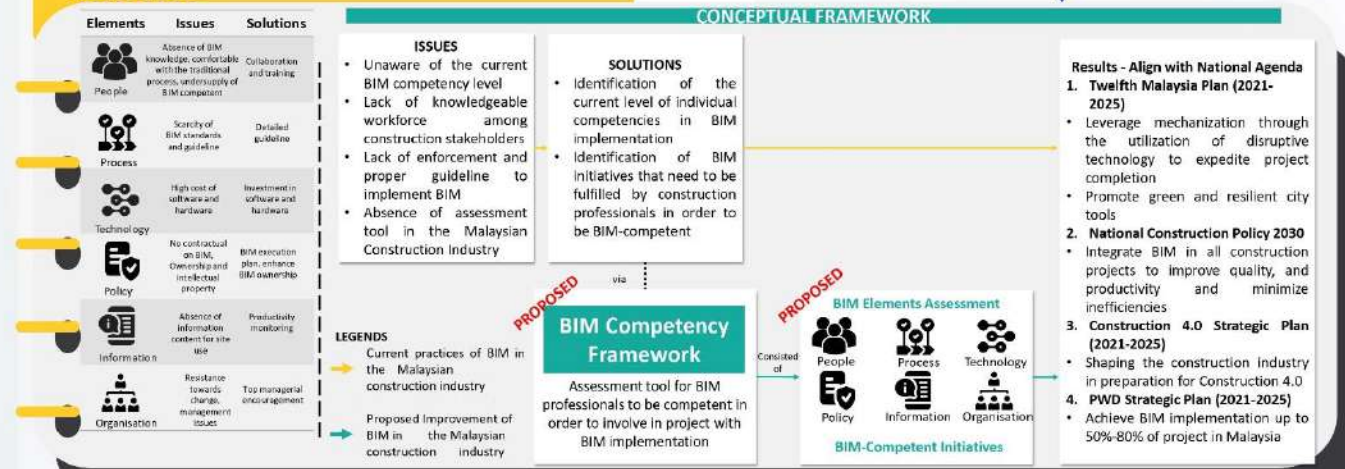 CONCEPTUAL FRAMEWORK
Elements Issues Solutions
People
Absence of BIM
knowledge, comfortable
with the traditional
process, undersupply of
BIM competent
Collaboration
and training
Process
Scarcity of
BIM standards
and guideline
Detailed
guideline
Technology
High cost of
software and
hardware
Investment in
software and
hardware
Policy
No contractual
on BIM,
Ownership and
intellectual
property
BIM execution
plan, enhance
BIM ownership
Information
Absence of
information
content for site
use
Productivity
monitoring
Organisation
Resistance
towards
change,
management
issues
Top managerial
encouragement
ISSUES
• Unaware of the current
BIM competency level
• Lack of knowledgeable
workforce among
construction stakeholders
• Lack of enforcement and
proper guideline to
implement BIM
• Absence of assessment
tool in the Malaysian
Construction Industry
SOLUTIONS
• Identification of the
current level of individual
competencies in BIM
implementation
• Identification of BIM
initiatives that need to be
fulfilled by construction
professionals in order to
be BIM-competent
via
LEGENDS
Current practices of BIM in
the Malaysian
construction industry
Proposed Improvement of
BIM in the Malaysian
construction industry
PROPOSED
BIM Competency
Framework
Assessment tool for BIM
professionals to be competent in
order to involve in project with
BIM implementation
Consisted
of
PROPOSED
BIM Elements Assessment
People Process Technology
Policy Information Organisation
BIM-Competent Initiatives
Results - Align with National Agenda
1. Twelfth Malaysia Plan (2021-
2025)
• Leverage mechanization through
the utilization of disruptive
technology to expedite project
completion
• Promote green and resilient city
tools
2. National Construction Policy 2030
• Integrate BIM in all construction
projects to improve quality, and
productivity and minimize
inefficiencies
3. Construction 4.0 Strategic Plan
(2021-2025)
• Shaping the construction industry
in preparation for Construction 4.0
4. PWD Strategic Plan (2021-2025)
• Achieve BIM implementation up to
50%-80% of project in Malaysia